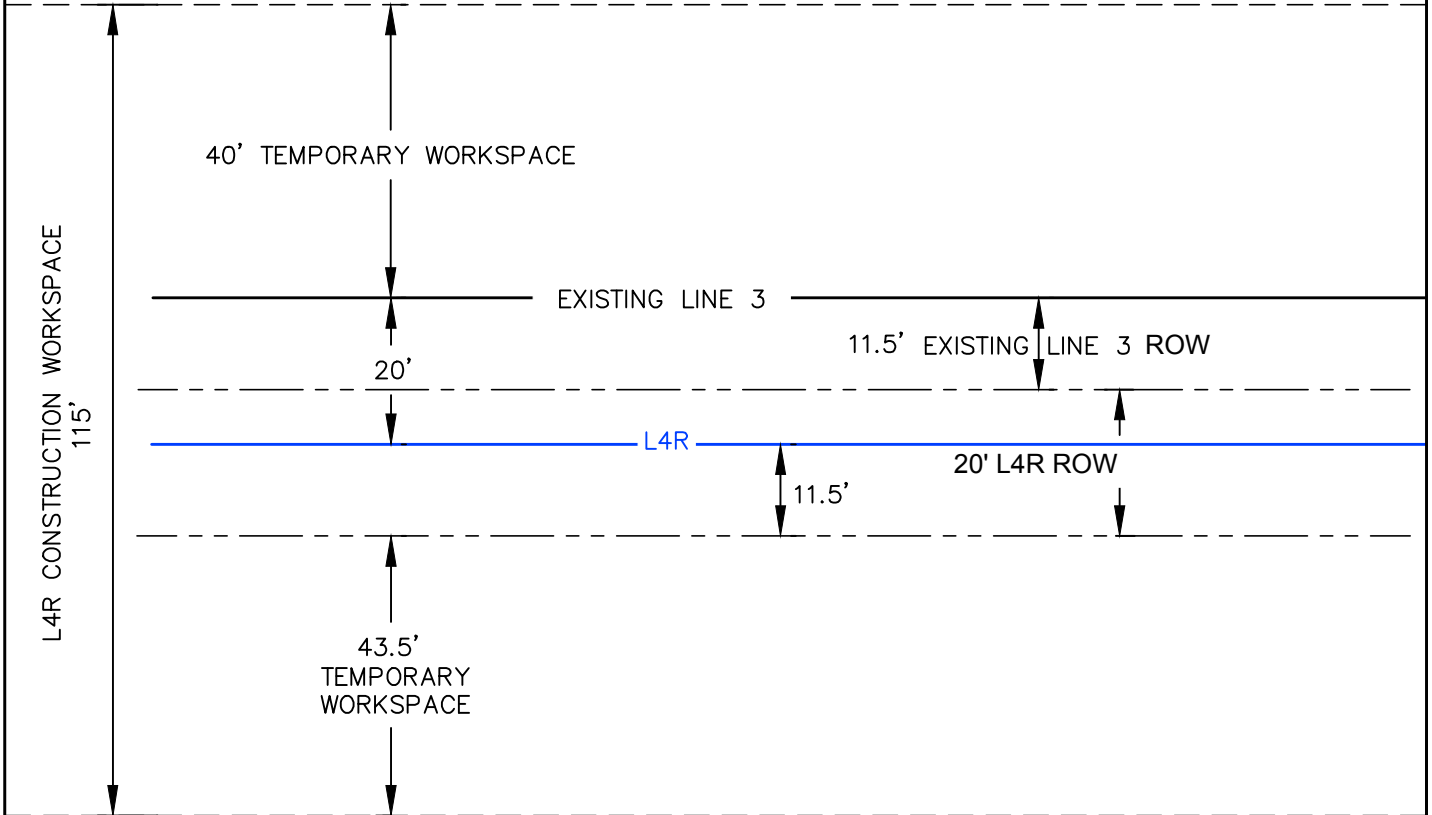 40' TEMPORARY WORKSPACE
L4R CONSTRUCTION WORKSPACE
115'
EXISTING LINE 3
11.5' EXISTING LINE 3 ROW
20'
L4R
20' L4R ROW
11.5'
43.5'
TEMPORARY
WORKSPACE